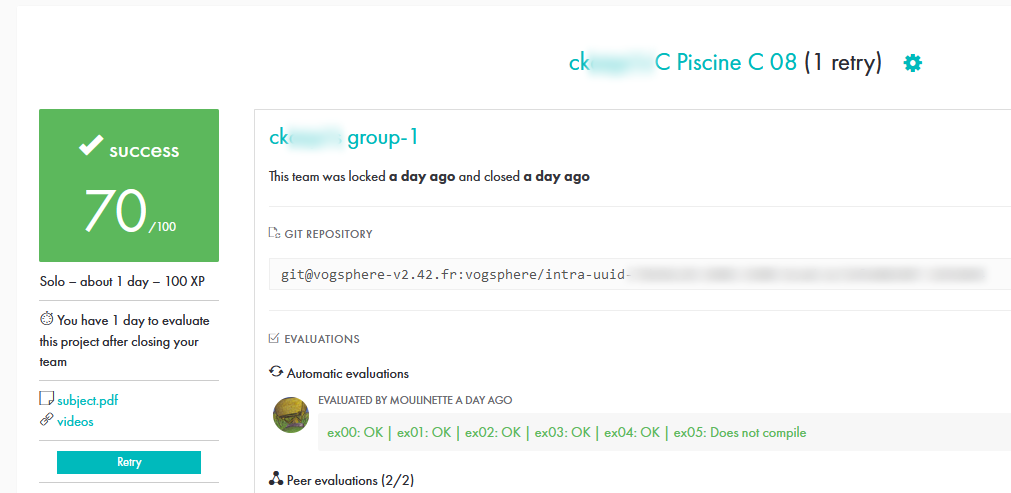 ck C Piscine C 08 (1 retry)
success
70 /100
Solo – about 1 day – 100 XP
You have 1 day to evaluate
this project after closing your
team
subject.pdf
videos
Retry
ck group-1
This team was locked a day ago and closed a day ago
GIT REPOSITORY
git@vogsphere-v2.42.fr:vogsphere/intra-uuid-
EVALUATIONS
Automatic evaluations
EVALUATED BY MOULINETTE A DAY AGO
ex00: OK | ex01: OK | ex02: OK | ex03: OK | ex04: OK | ex05: Does not compile
Peer evaluations (2/2)